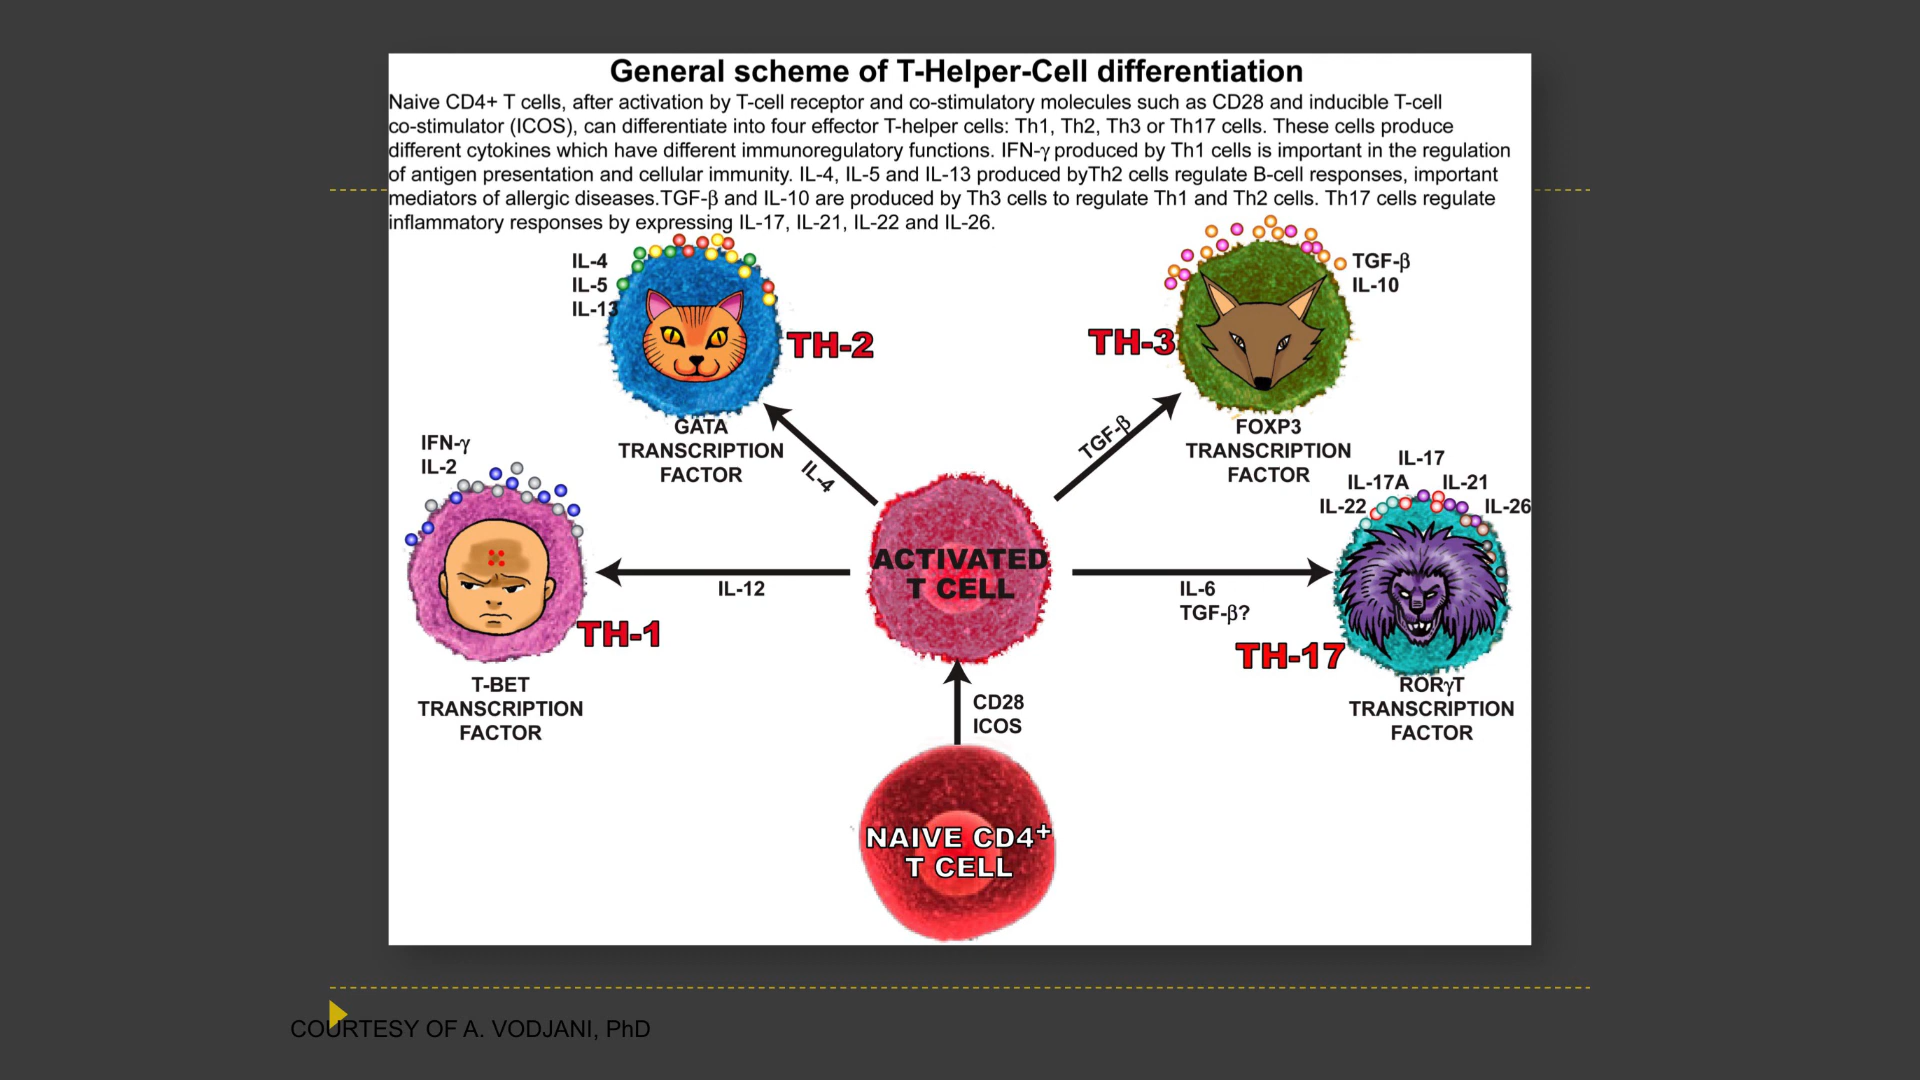 General scheme of T-Helper-Cell differentiation
Naive CD4+ T cells, after activation by T-cell receptor and co-stimulatory molecules such as CD28 and inducible T-cell
co-stimulator (ICOS), can differentiate into four effector T-helper cells: Th1, Th2, Th3 or Th17 cells. These cells produce
different cytokines which have different immunoregulatory functions. IFN-γ produced by Th1 cells is important in the regulation
of antigen presentation and cellular immunity. IL-4, IL-5 and IL-13 produced byTh2 cells regulate B-cell responses, important
mediators of allergic diseases.TGF-β and IL-10 are produced by Th3 cells to regulate Th1 and Th2 cells. Th17 cells regulate
inflammatory responses by expressing IL-17, IL-21, IL-22 and IL-26.
IL-4
IL-5
IL-13
TH-2
GATA
TRANSCRIPTION
FACTOR
TGF-β
IL-10
TH-3
FOXP3
TRANSCRIPTION
FACTOR
IL-4
TGF-β
IFN-γ
IL-2
TH-1
T-BET
TRANSCRIPTION
FACTOR
IL-12
ACTIVATED
T CELL
IL-6
TGF-β?
IL-17
IL-17A IL-21
IL-22 IL-26
TH-17
RORγT
TRANSCRIPTION
FACTOR
CD28
ICOS
NAIVE CD4+
T CELL
COURTESY OF A. VODJANI, PhD